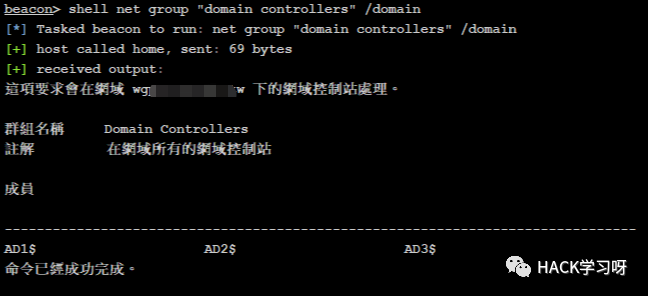 beacon> shell net group "domain controllers" /domain
[*] Tasked beacon to run: net group "domain controllers" /domain
[+] host called home, sent: 69 bytes
[+] received output:
這項要求會在網域 下的網域控制站處理。
群組名稱 Domain Controllers
註解 在網域所有的網域控制站
成員
-------------------------------------------------------------------------------
AD1$ AD2$ AD3$
命令已經成功完成。
HACK学习呀